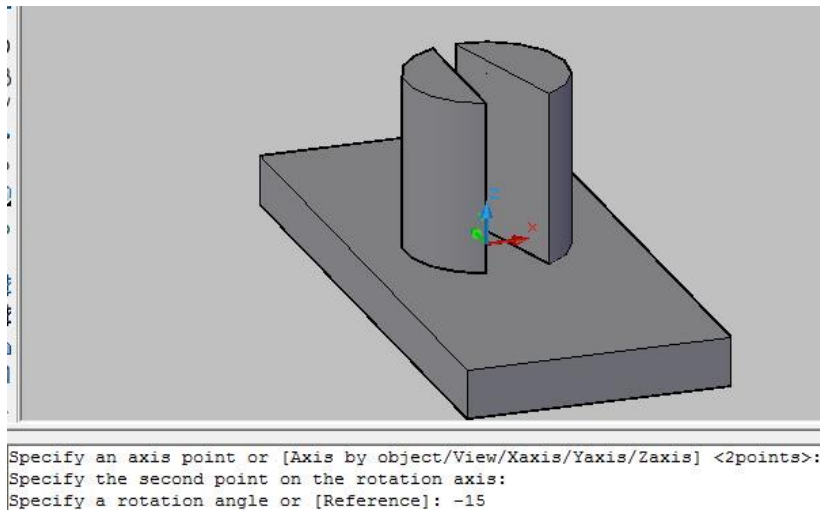 Z
X
Specify an axis point or [Axis by object/View/Xaxis/Yaxis/Zaxis] <2points>:
Specify the second point on the rotation axis:
Specify a rotation angle or [Reference]: -15